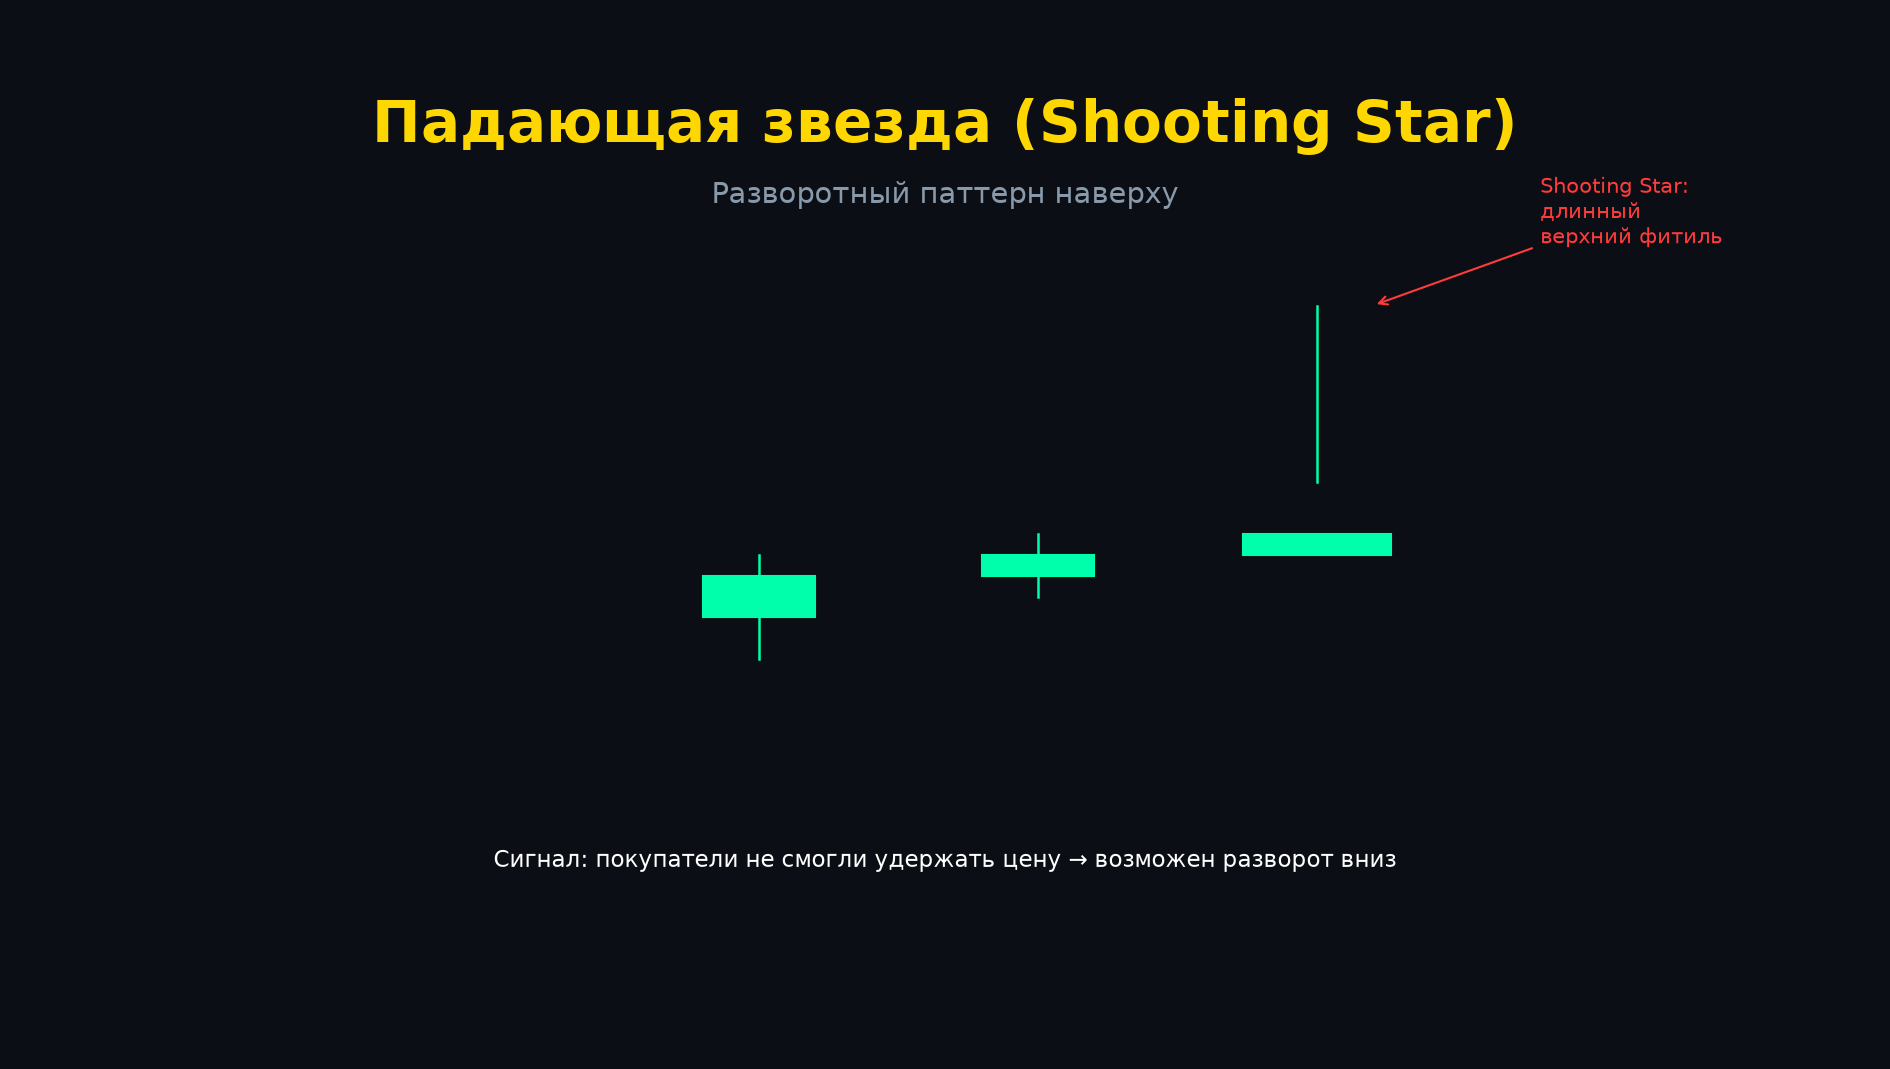 Падающая звезда (Shooting Star)
Разворотный паттерн наверху
Shooting Star:
длинный
верхний фитиль
Сигнал: покупатели не смогли удержать цену → возможен разворот вниз